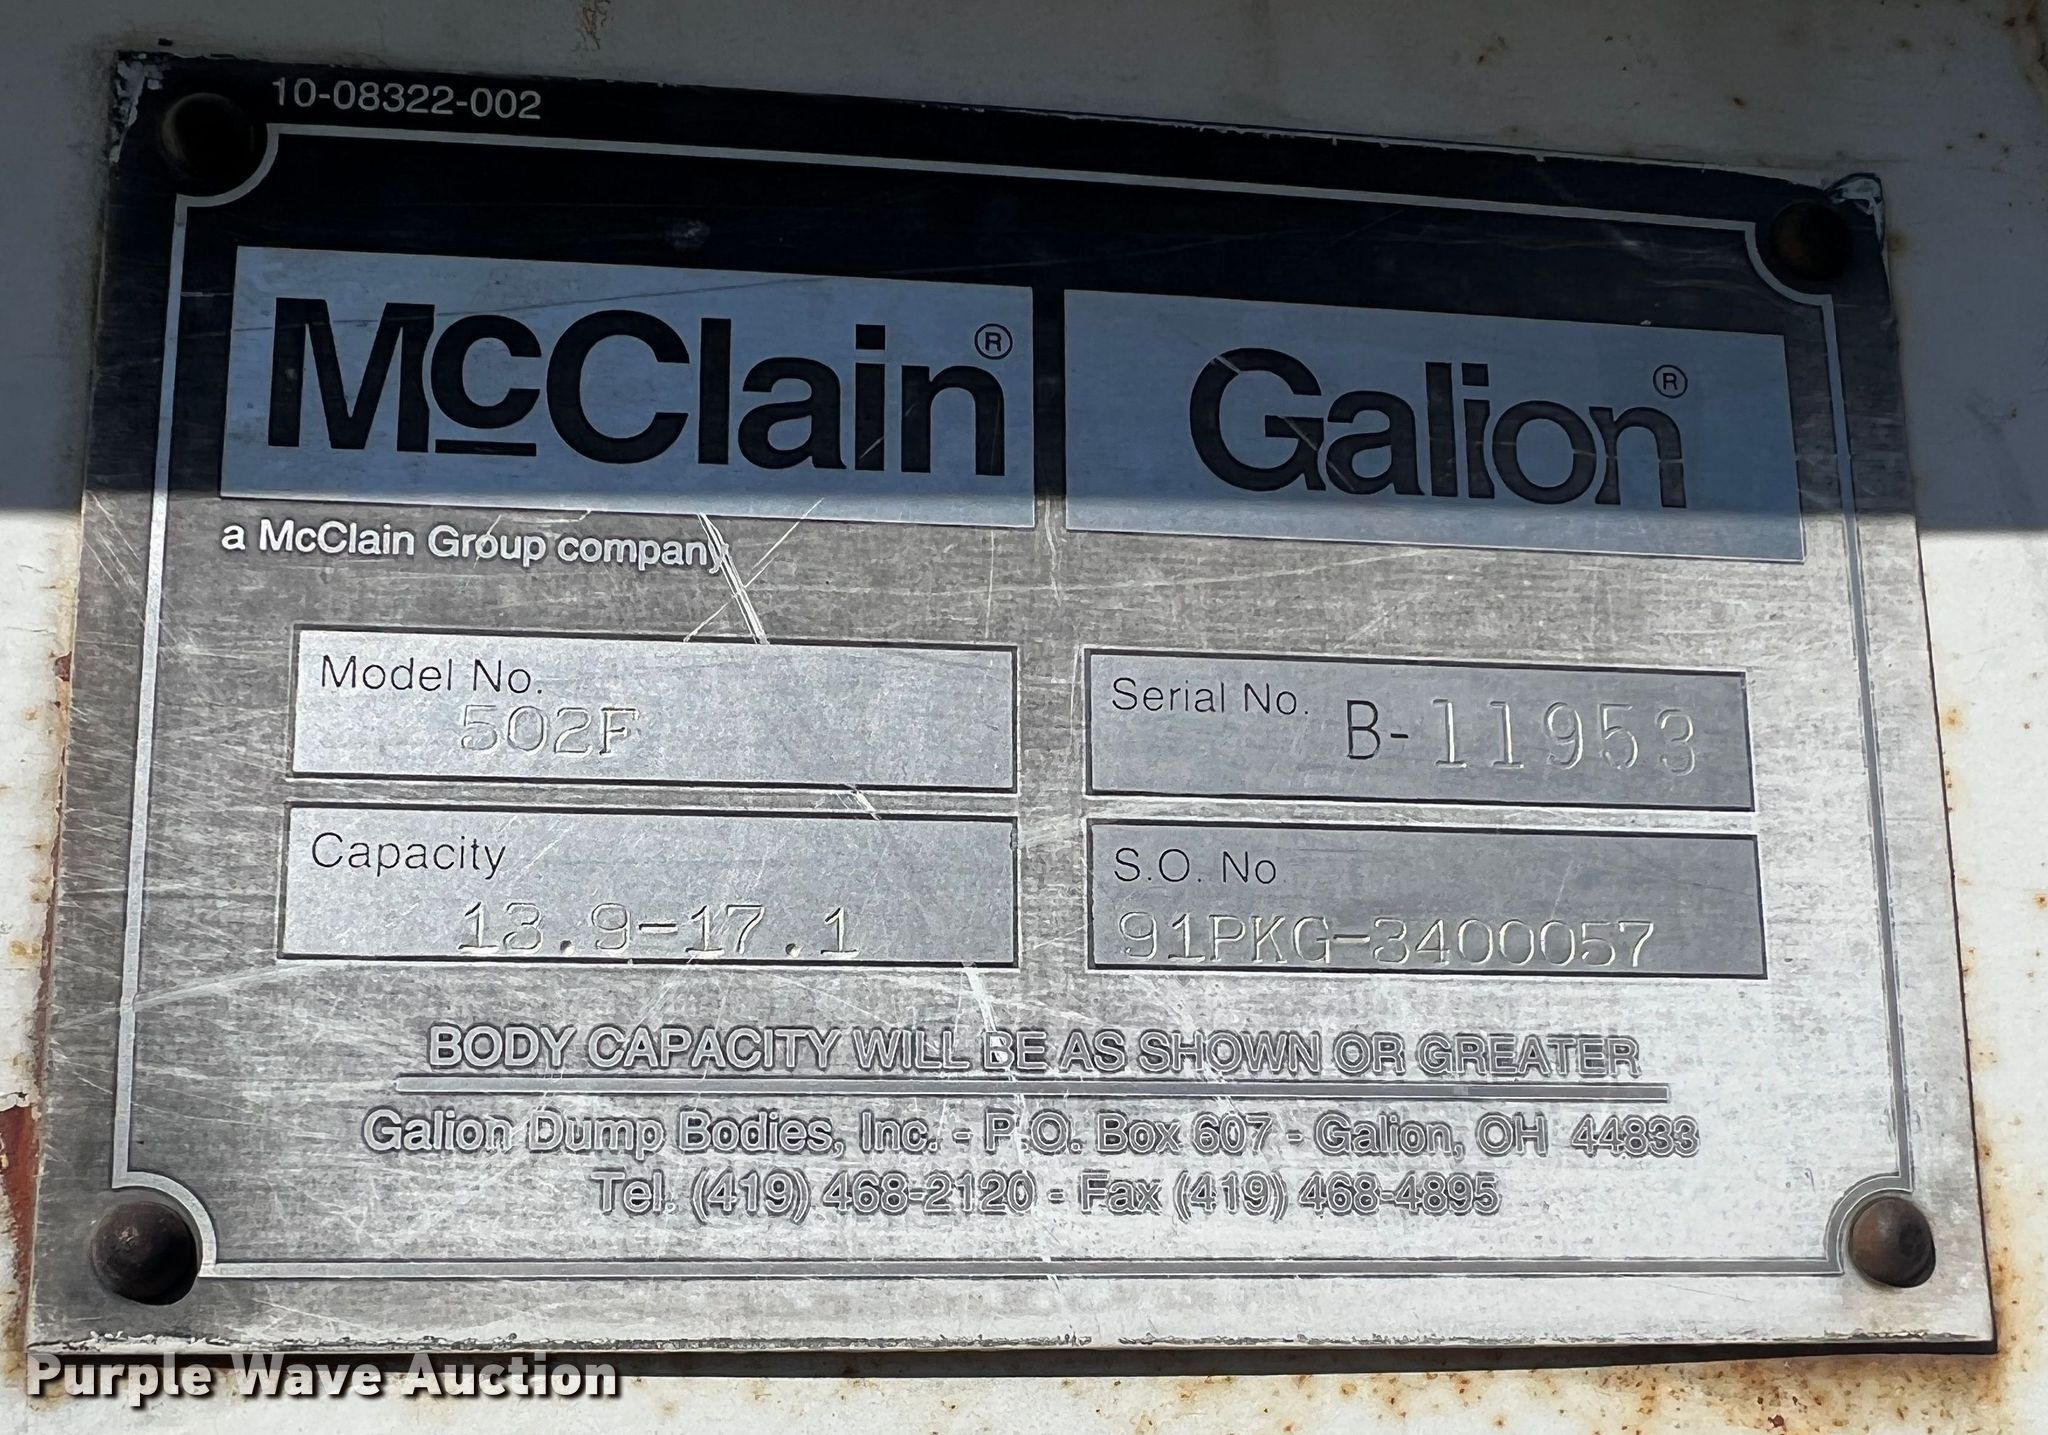 10-08322-002
McClain® Galion®
a McClain Group company
Model No.
502F
Serial No. B-11953
Capacity
13.9-17.1
S.O. No
91PKG-3400057
BODY CAPACITY WILL BE AS SHOWN OR GREATER
Galion Dump Bodies, Inc. - P.O. Box 607 - Galion, OH 44833
Tel. (419) 468-2120 - Fax (419) 468-4895
Purple Wave Auction